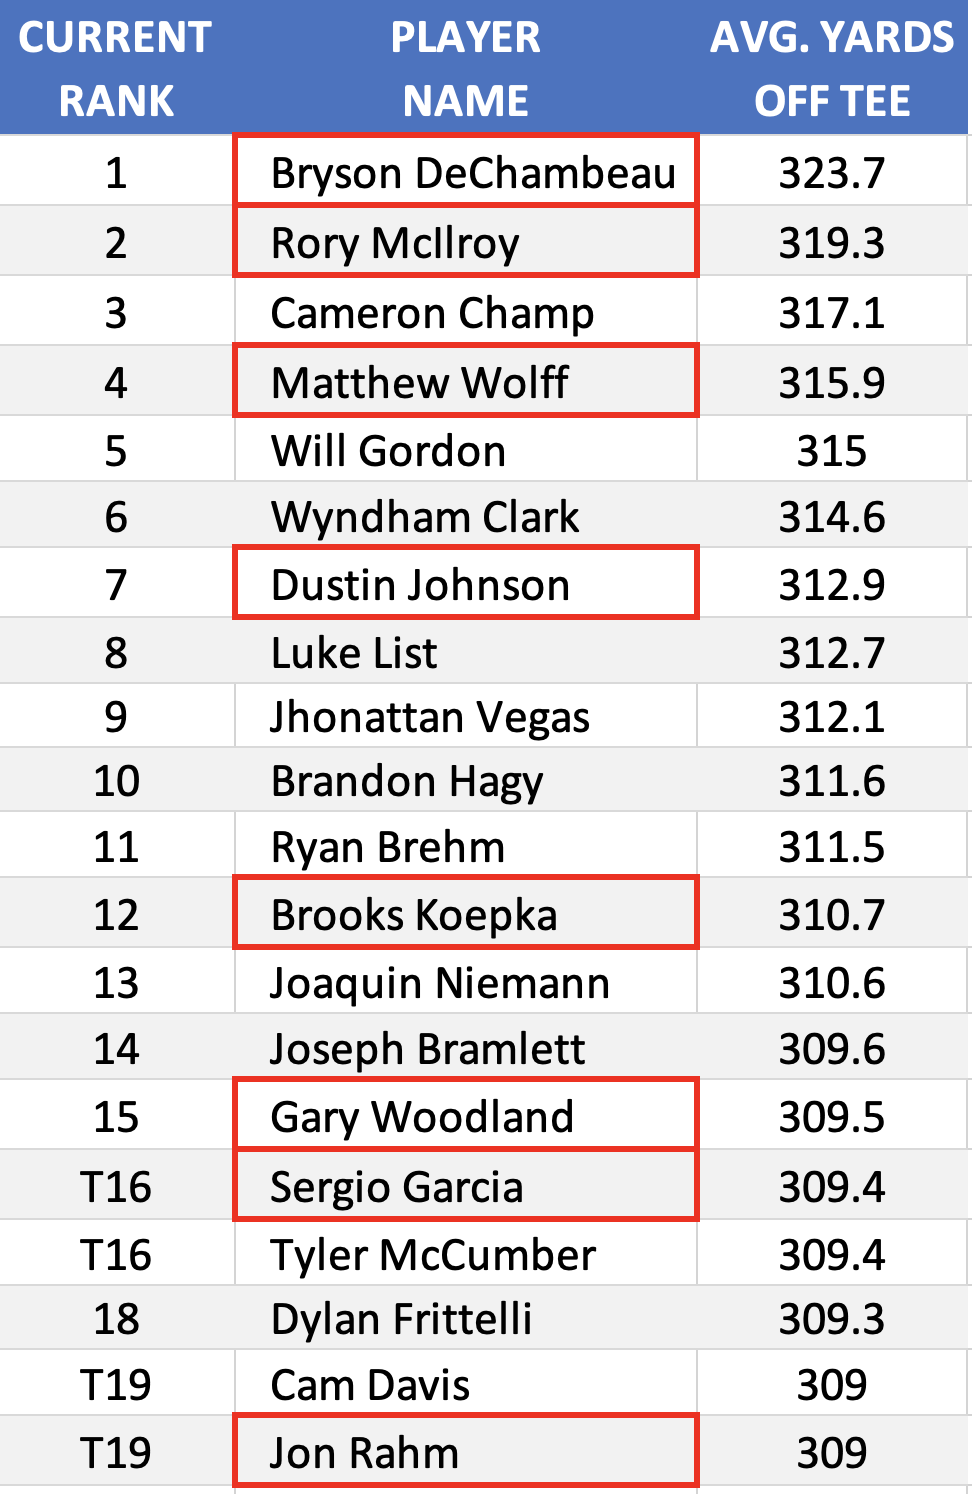 CURRENT RANK PLAYER NAME AVG. YARDS OFF TEE
1 Bryson DeChambeau 323.7
2 Rory McIlroy 319.3
3 Cameron Champ 317.1
4 Matthew Wolff 315.9
5 Will Gordon 315
6 Wyndham Clark 314.6
7 Dustin Johnson 312.9
8 Luke List 312.7
9 Jhonattan Vegas 312.1
10 Brandon Hagy 311.6
11 Ryan Brehm 311.5
12 Brooks Koepka 310.7
13 Joaquin Niemann 310.6
14 Joseph Bramlett 309.6
15 Gary Woodland 309.5
T16 Sergio Garcia 309.4
T16 Tyler McCumber 309.4
18 Dylan Frittelli 309.3
T19 Cam Davis 309
T19 Jon Rahm 309